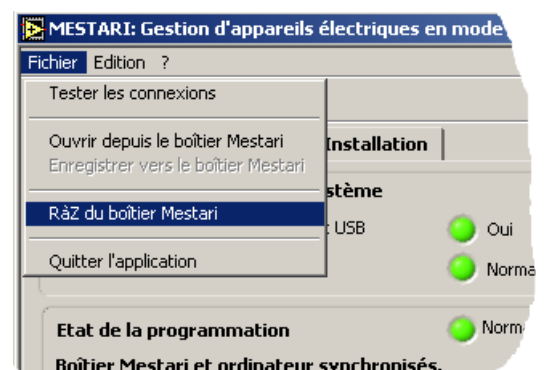 MESTARI: Gestion d'appareils électriques en mode
Fichier Edition ?
Tester les connexions
Ouvrir depuis le boîtier Mestari
Installation
Enregistrer vers le boîtier Mestari
stème
RàZ du boîtier Mestari
: USB Oui
Quitter l'application
Norma
Etat de la programmation Norm
Boîtier Mestari et ordinateur synchronisés.